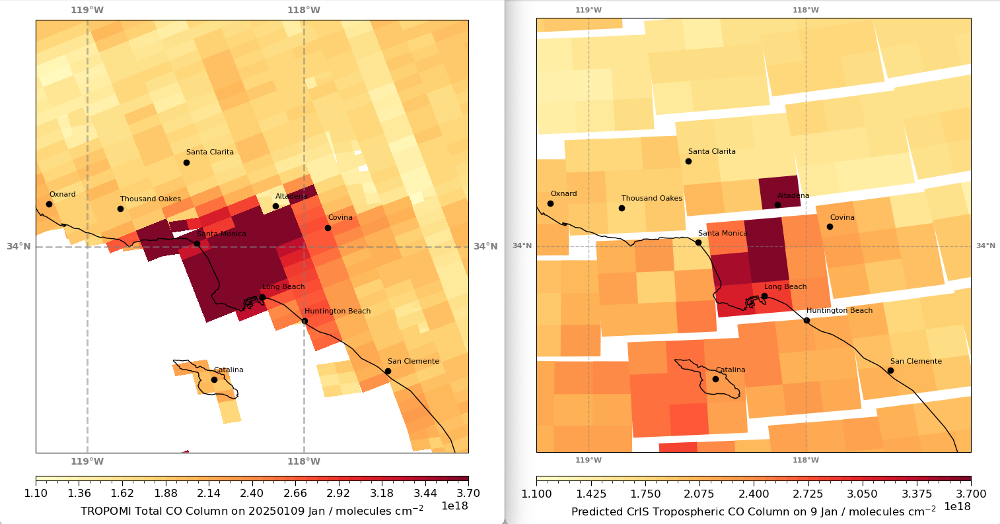 119°W 118°W
Santa Clarita
Oxnard
Thousand Oakes
Altadena
Covina
Santa Monica
34°N 34°N
Long Beach
Huntington Beach
San Clemente
Catalina
119°W 118°W
1.10 1.36 1.62 1.88 2.14 2.40 2.66 2.92 3.18 3.44 3.70
1e18
TROPOMI Total CO Column on 20250109 Jan / molecules cm⁻²
119°W 118°W
Santa Clarita
Oxnard
Thousand Oakes
Altadena
Covina
Santa Monica
34°N 34°N
Long Beach
Huntington Beach
San Clemente
Catalina
119°W 118°W
1.100 1.425 1.750 2.075 2.400 2.725 3.050 3.375 3.700
1e18
Predicted CrIS Tropospheric CO Column on 9 Jan / molecules cm⁻²